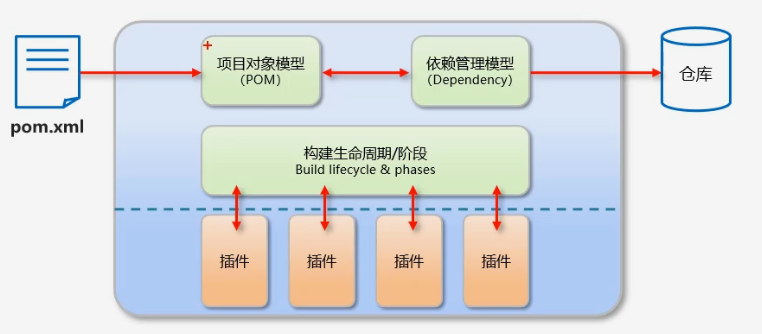 项目对象模型
（POM）
依赖管理模型
（Dependency）
仓库
pom.xml
构建生命周期/阶段
Build lifecycle & phases
插件
插件
插件
插件